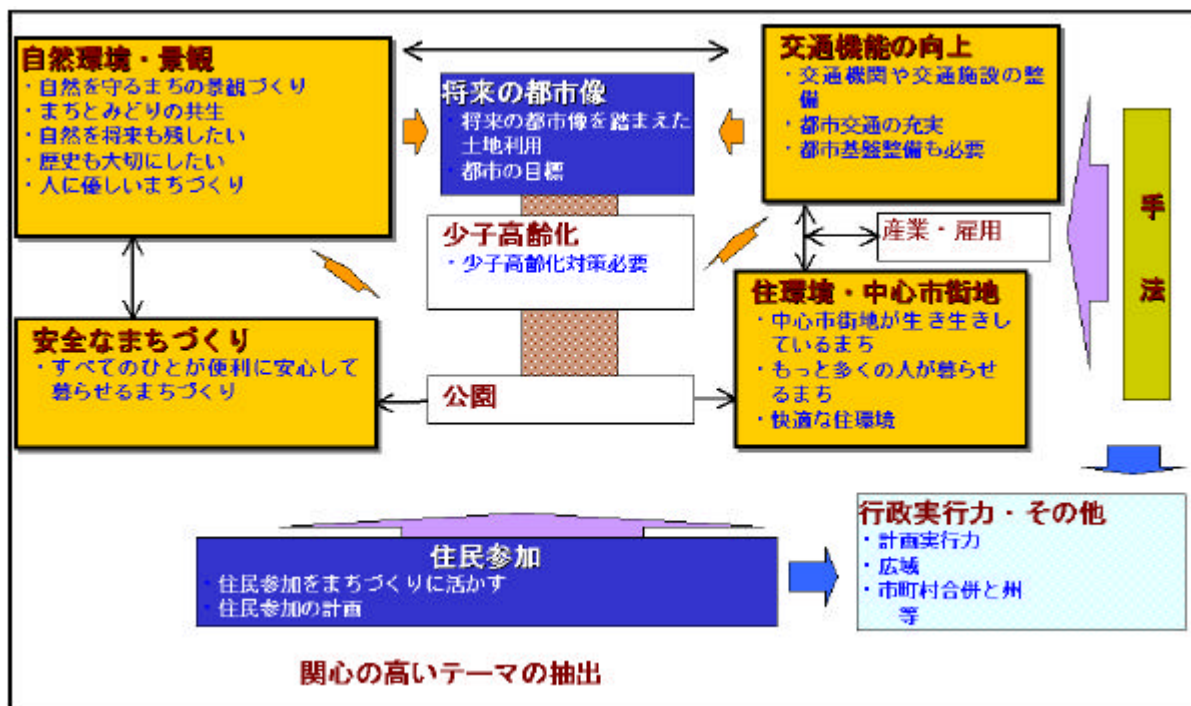 自然環境・景観
・自然を守るまちの景観づくり
・まちとみどりの共生
・自然を将来も残したい
・歴史も大切にしたい
・人に優しいまちづくり
将来の都市像
・将来の都市像を踏まえた
土地利用
・都市の目標
交通機能の向上
・交通機関や交通施設の整
備
・都市交通の充実
・都市基盤整備も必要
手
法
少子高齢化
・少子高齢化対策必要
産業・雇用
安全なまちづくり
・すべてのひとが便利に安心して
暮らせるまちづくり
公園
住環境・中心市街地
・中心市街地が生き生きし
ているまち
・もっと多くの人が暮らせ
るまち
・快適な住環境
住民参加
・住民参加をまちづくりに活かす
・住民参加の計画
行政実行力・その他
・計画実行力
・広域
・市町村合併と州
等
関心の高いテーマの抽出